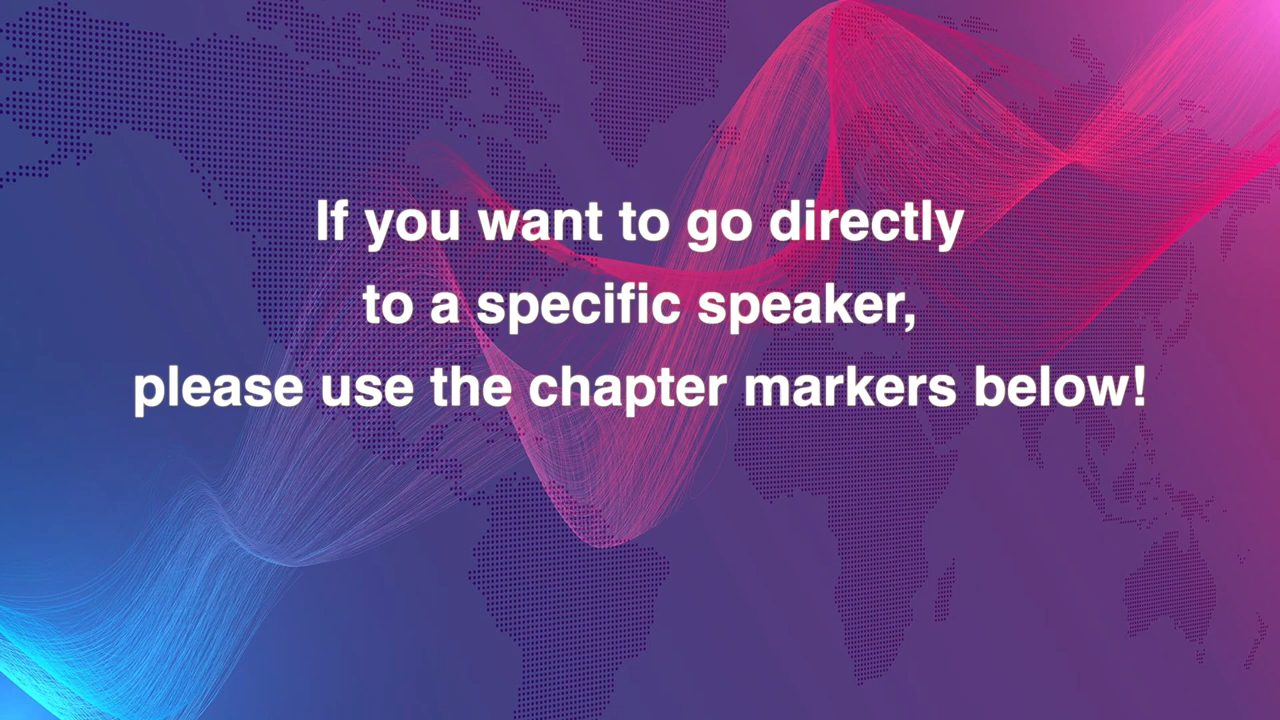 If you want to go directly
to a specific speaker,
please use the chapter markers below!